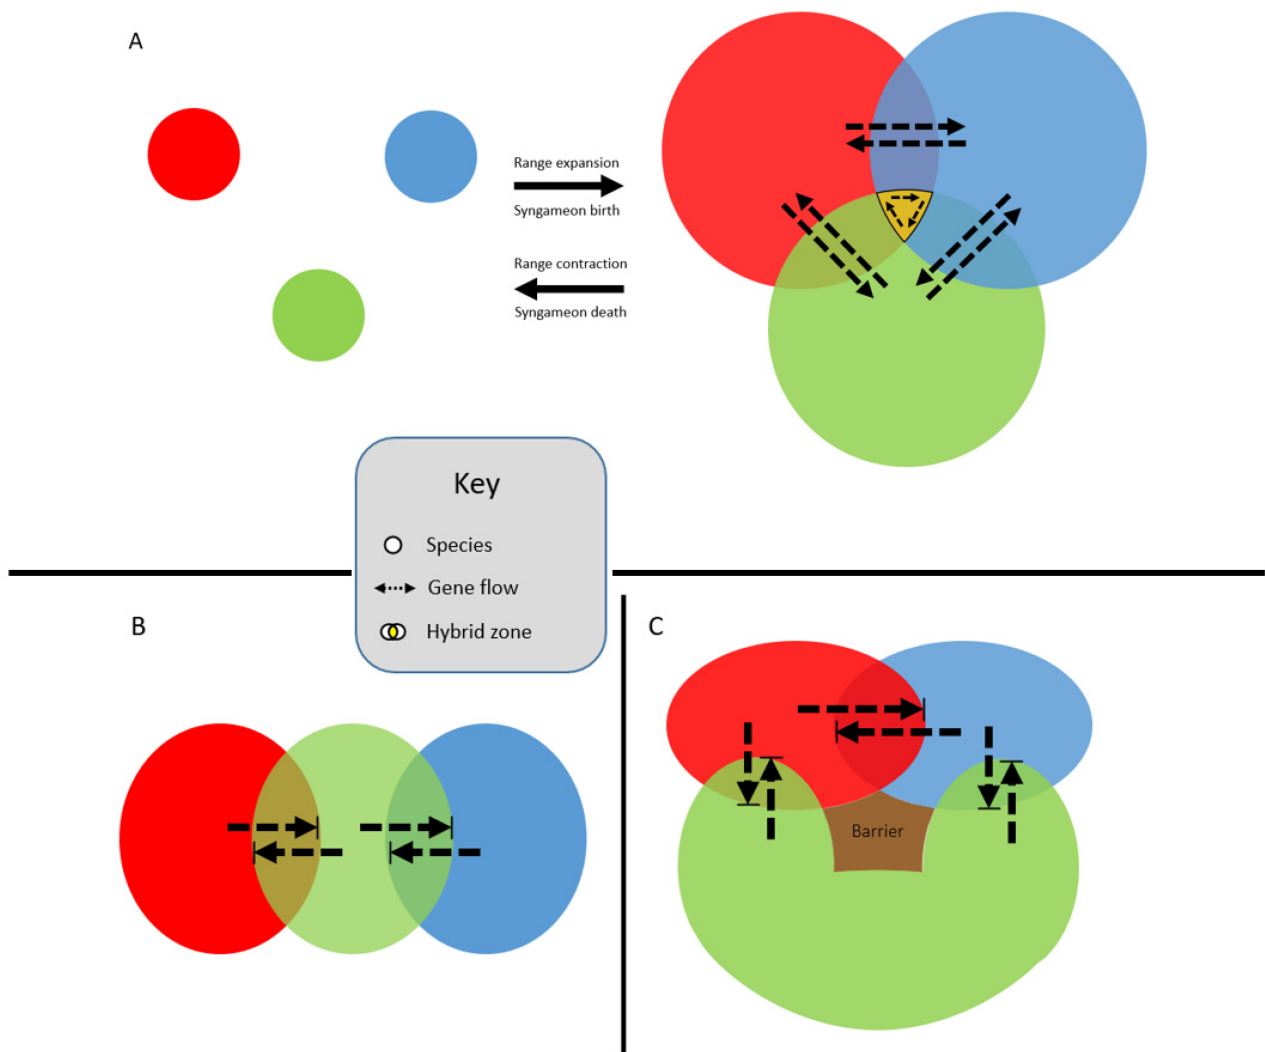 A
Range expansion
Syngameon birth
Range contraction
Syngameon death
Key
Species
Gene flow
Hybrid zone
B
C
Barrier